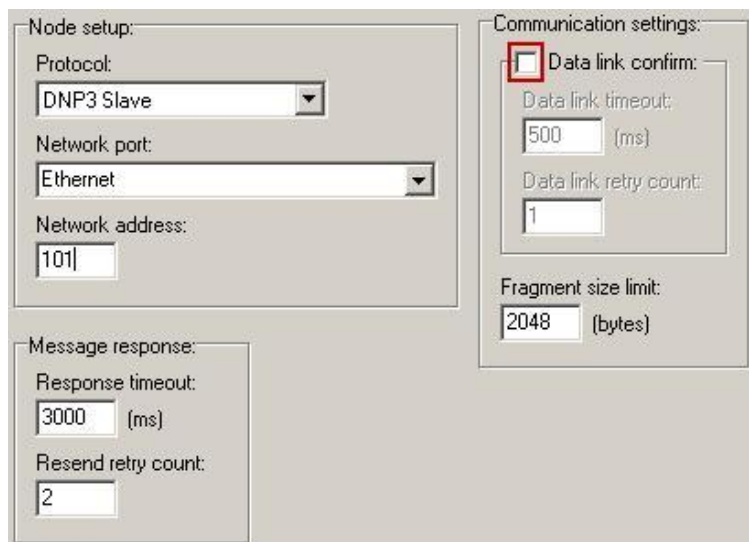 Node setup:
Protocol:
DNP3 Slave
Network port:
Ethernet
Network address:
101
Message response:
Response timeout:
3000 (ms)
Resend retry count:
2
Communication settings:
Data link confirm:
Data link timeout:
500 (ms)
Data link retry count:
1
Fragment size limit:
2048 (bytes)